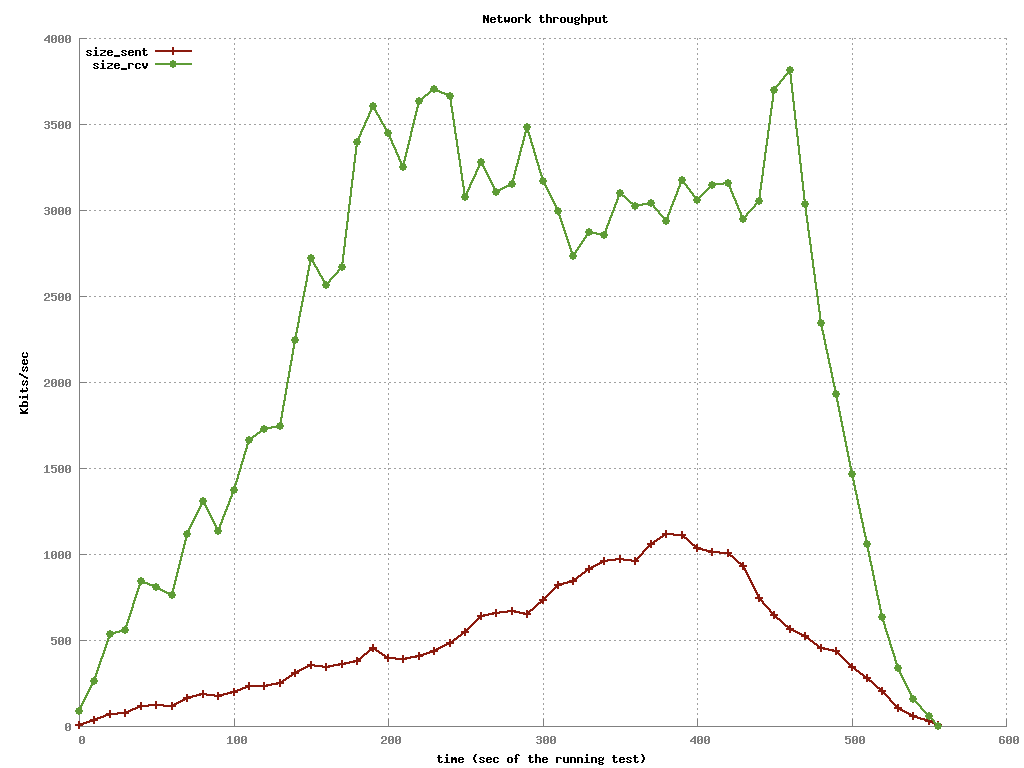 Network throughput
4000
size_sent
size_rcv
3500
3000
2500
Kbits/sec
2000
1500
1000
500
0
0 100 200 300 400 500 600
time (sec of the running test)